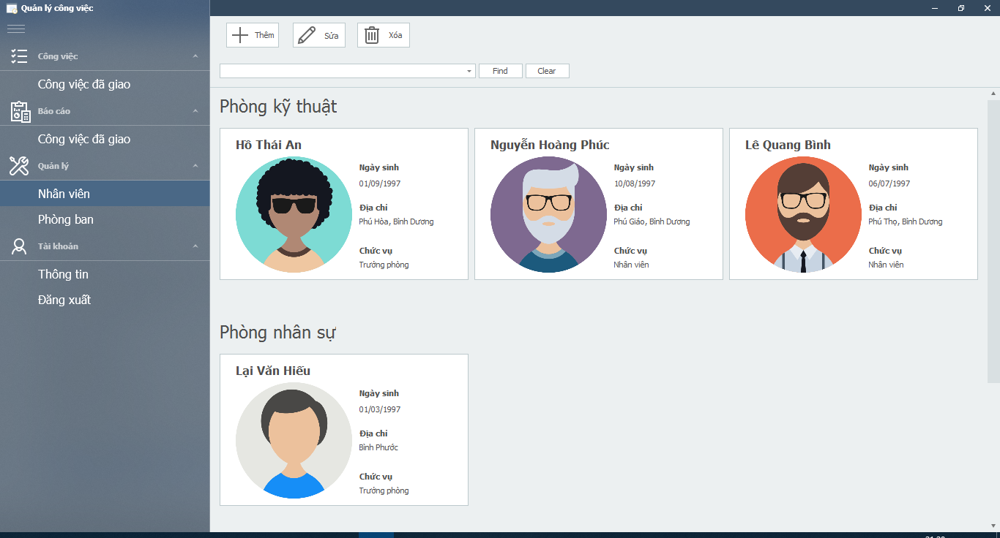 Quản lý công việc
Công việc
Công việc đã giao
Báo cáo
Công việc đã giao
Quản lý
Nhân viên
Phòng ban
Tài khoản
Thông tin
Đăng xuất
Thêm
Sửa
Xóa
Find
Clear
Phòng kỹ thuật
Hồ Thái An
Ngày sinh
01/09/1997
Địa chỉ
Phú Hòa, Bình Dương
Chức vụ
Trưởng phòng
Nguyễn Hoàng Phúc
Ngày sinh
10/08/1997
Địa chỉ
Phú Giáo, Bình Dương
Chức vụ
Nhân viên
Lê Quang Bình
Ngày sinh
06/07/1997
Địa chỉ
Phú Thọ, Bình Dương
Chức vụ
Nhân viên
Phòng nhân sự
Lại Văn Hiếu
Ngày sinh
01/03/1997
Địa chỉ
Bình Phước
Chức vụ
Trưởng phòng